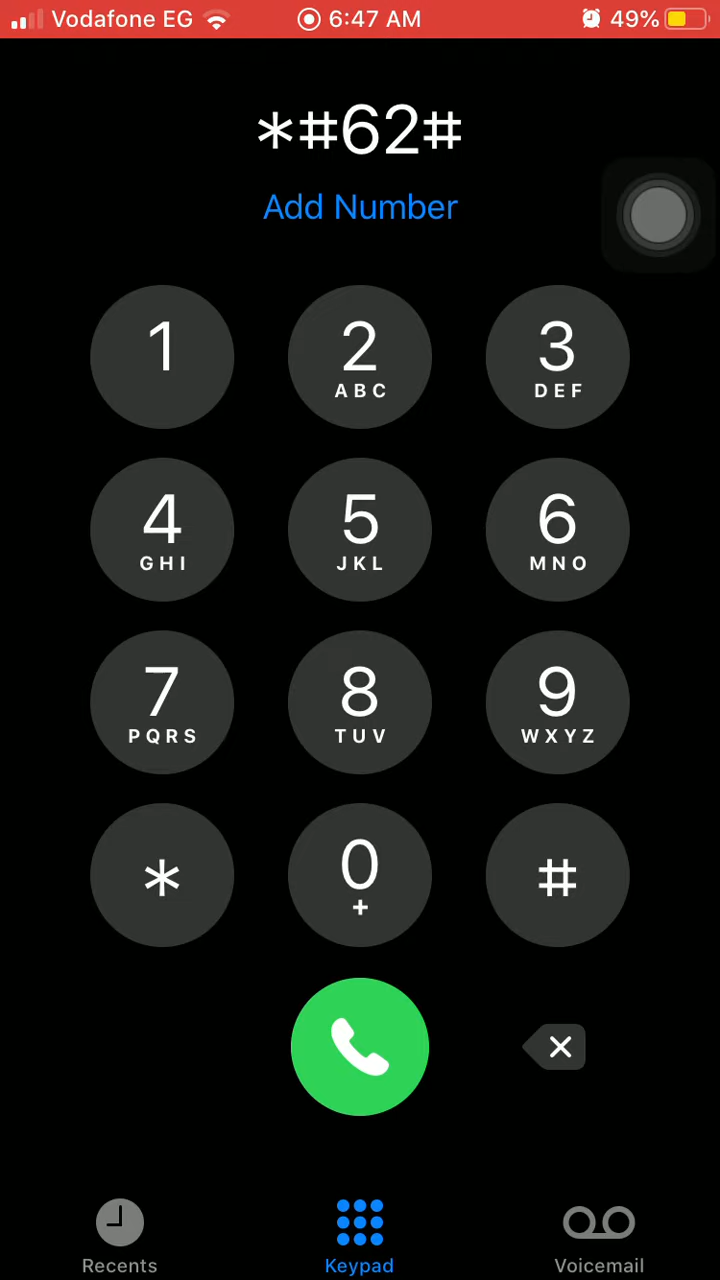 Vodafone EG 6:47 AM 49%
*#62#
Add Number
1 2 3
ABC DEF
4 5 6
GHI JKL MNO
7 8 9
PQRS TUV WXYZ
* 0 #
+
Recents Keypad Voicemail